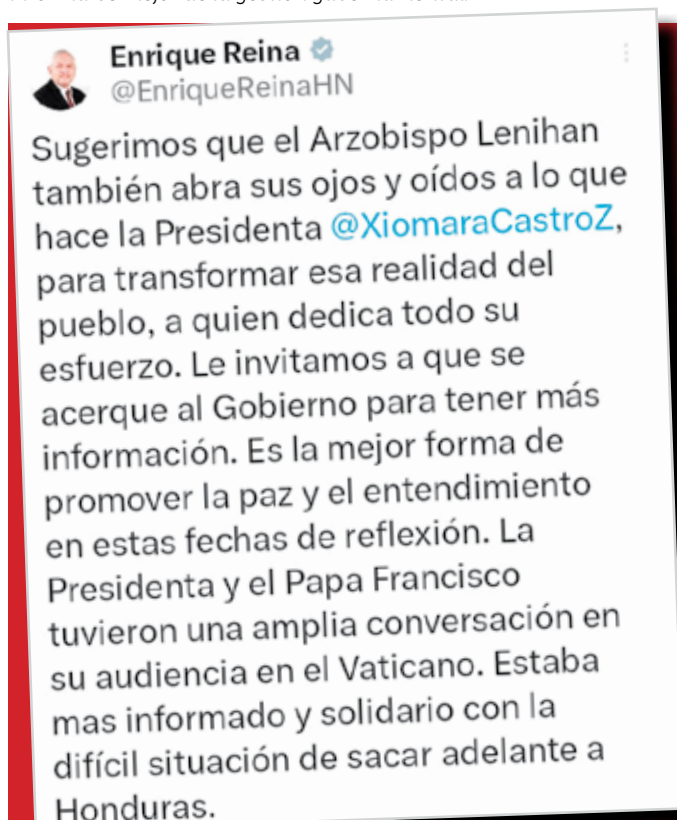 Enrique Reina
@EnriqueReinaHN
Sugerimos que el Arzobispo Lenihan
también abra sus ojos y oídos a lo que
hace la Presidenta @XiomaraCastroZ,
para transformar esa realidad del
pueblo, a quien dedica todo su
esfuerzo. Le invitamos a que se
acerque al Gobierno para tener más
información. Es la mejor forma de
promover la paz y el entendimiento
en estas fechas de reflexión. La
Presidenta y el Papa Francisco
tuvieron una amplia conversación en
su audiencia en el Vaticano. Estaba
mas informado y solidario con la
difícil situación de sacar adelante a
Honduras.